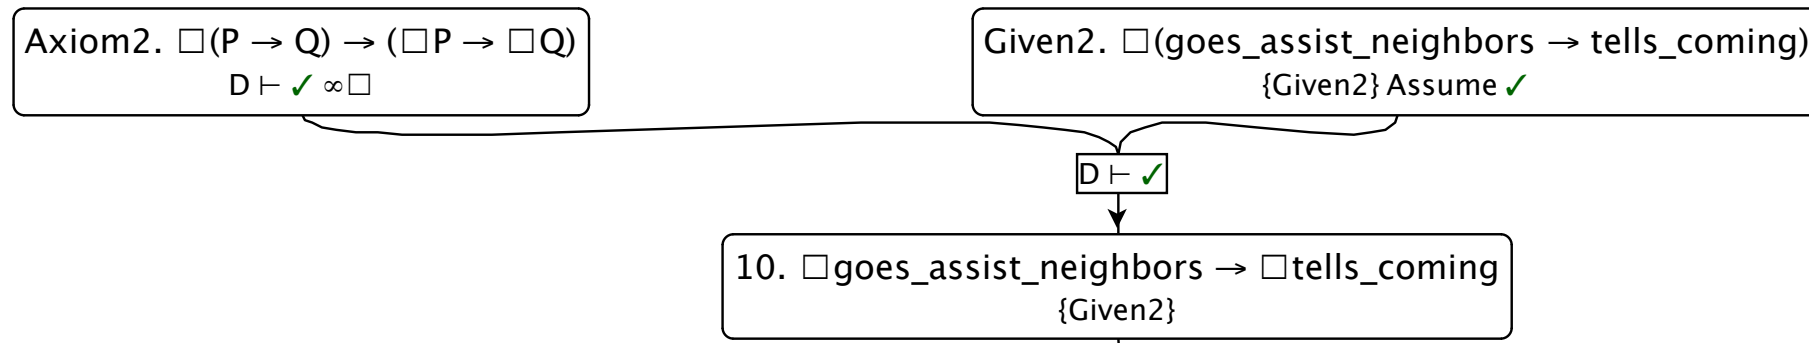 Axiom2. □(P → Q) → (□P → □Q)
D ⊢ ✓ ∞□
Given2. □(goes_assist_neighbors → tells_coming)
{Given2} Assume ✓
D ⊢ ✓
10. □goes_assist_neighbors → □tells_coming
{Given2}